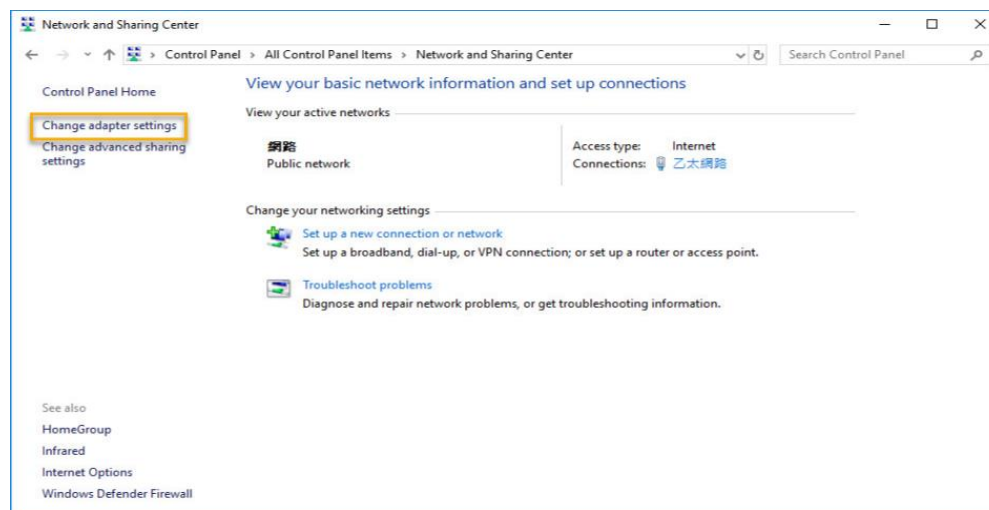 Network and Sharing Center
Control Panel > All Control Panel Items > Network and Sharing Center
Search Control Panel
Control Panel Home
Change adapter settings
Change advanced sharing
settings
View your basic network information and set up connections
View your active networks
網路
Public network
Access type: Internet
Connections: 乙太網路
Change your networking settings
Set up a new connection or network
Set up a broadband, dial-up, or VPN connection; or set up a router or access point.
Troubleshoot problems
Diagnose and repair network problems, or get troubleshooting information.
See also
HomeGroup
Infrared
Internet Options
Windows Defender Firewall